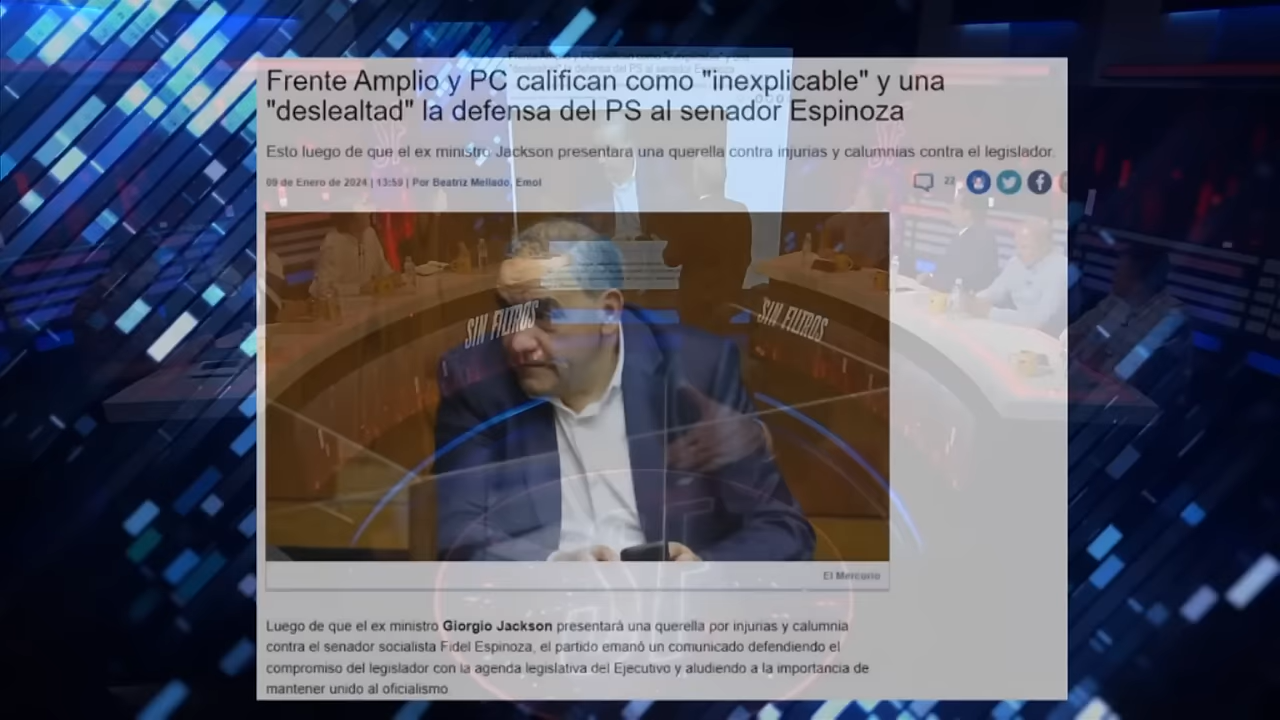 Frente Amplio y PC califican como "inexplicable" y una
"deslealtad" la defensa del PS al senador Espinoza
Esto luego de que el ex ministro Jackson presentara una querella contra injurias y calumnias contra el legislador.
09 de Enero de 2024 | 13:59 | Por Beatriz Mellado, Emol
22
SIN FILTROS
SIN FILTROS
El Mercurio
Luego de que el ex ministro Giorgio Jackson presentará una querella por injurias y calumnia
contra el senador socialista Fidel Espinoza, el partido emanó un comunicado defendiendo el
compromiso del legislador con la agenda legislativa del Ejecutivo y aludiendo a la importancia de
mantener unido al oficialismo